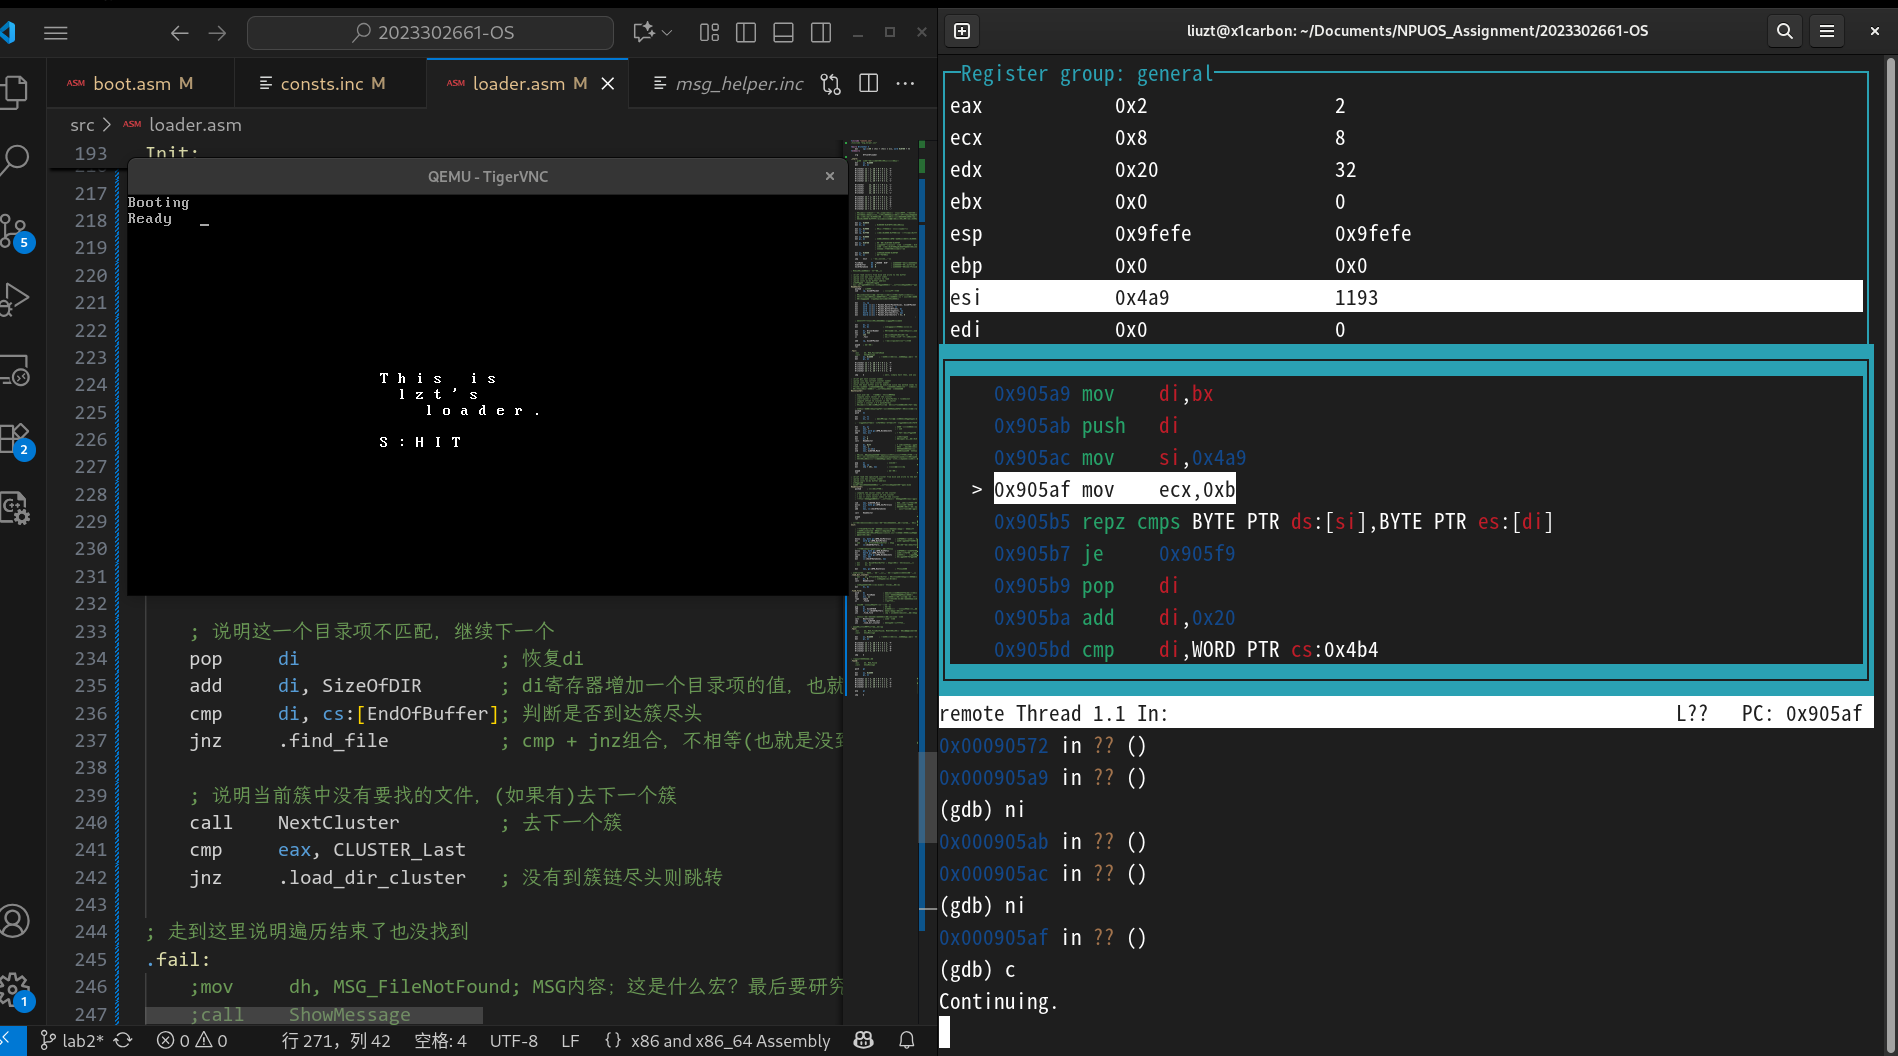 2023302661-OS
boot.asm M
consts.inc M
loader.asm M
msg_helper.inc
src > loader.asm
193 Init:
217
218
219
220
221
222
223
224
225
226
227
228
229
230
231
232
233 ; 说明这一个目录项不匹配，继续下一个
234 pop di ; 恢复di
235 add di, SizeOfDIR ; di寄存器增加一个目录项的值，也就
236 cmp di, cs:[EndOfBuffer]; 判断是否到达簇尽头
237 jnz .find_file ; cmp + jnz组合，不相等(也就是没到
238
239 ; 说明当前簇中没有要找的文件，(如果有)去下一个簇
240 call NextCluster ; 去下一个簇
241 cmp eax, CLUSTER_Last
242 jnz .load_dir_cluster ; 没有到簇链尽头则跳转
243
244 ; 走到这里说明遍历结束了也没找到
245 .fail:
246 ;mov dh, MSG_FileNotFound; MSG内容；这是什么宏？最后要研究
247 ;call ShowMessage
5
2
1
lab2* 0 0 行 271，列 42 空格: 4 UTF-8 LF {} x86 and x86_64 Assembly
QEMU - TigerVNC
Booting
Ready _
This is
lzt's
loader.
S:HIT
liuzt@x1carbon: ~/Documents/NPUOS_Assignment/2023302661-OS
Register group: general
eax 0x2 2
ecx 0x8 8
edx 0x20 32
ebx 0x0 0
esp 0x9fefe 0x9fefe
ebp 0x0 0x0
esi 0x4a9 1193
edi 0x0 0
0x905a9 mov di,bx
0x905ab push di
0x905ac mov si,0x4a9
> 0x905af mov ecx,0xb
0x905b5 repz cmps BYTE PTR ds:[si],BYTE PTR es:[di]
0x905b7 je 0x905f9
0x905b9 pop di
0x905ba add di,0x20
0x905bd cmp di,WORD PTR cs:0x4b4
remote Thread 1.1 In: L?? PC: 0x905af
0x00090572 in ?? ()
0x000905a9 in ?? ()
(gdb) ni
0x000905ab in ?? ()
0x000905ac in ?? ()
(gdb) ni
0x000905af in ?? ()
(gdb) c
Continuing.